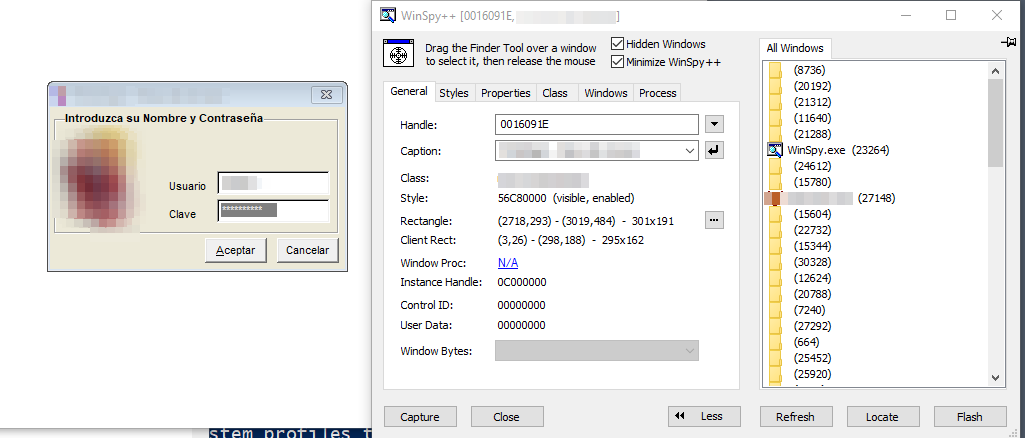 WinSpy++ [0016091E, ]
Drag the Finder Tool over a window
to select it, then release the mouse
Hidden Windows
Minimize WinSpy++
General Styles Properties Class Windows Process
Handle: 0016091E
Caption:
Class:
Style: 56C80000 (visible, enabled)
Rectangle: (2718,293) - (3019,484) - 301x191
...
Client Rect: (3,26) - (298,188) - 295x162
Window Proc: N/A
Instance Handle: 0C000000
Control ID: 00000000
User Data: 00000000
Window Bytes:
Capture Close Less
All Windows
(8736)
(20192)
(21312)
(11640)
(21288)
WinSpy.exe (23264)
(24612)
(15780)
(27148)
(15604)
(22732)
(15344)
(30328)
(12624)
(20788)
(7240)
(27292)
(664)
(25452)
(25920)
Refresh Locate Flash
Introduzca su Nombre y Contraseña
Usuario
Clave **********
Aceptar Cancelar
stem profiles f